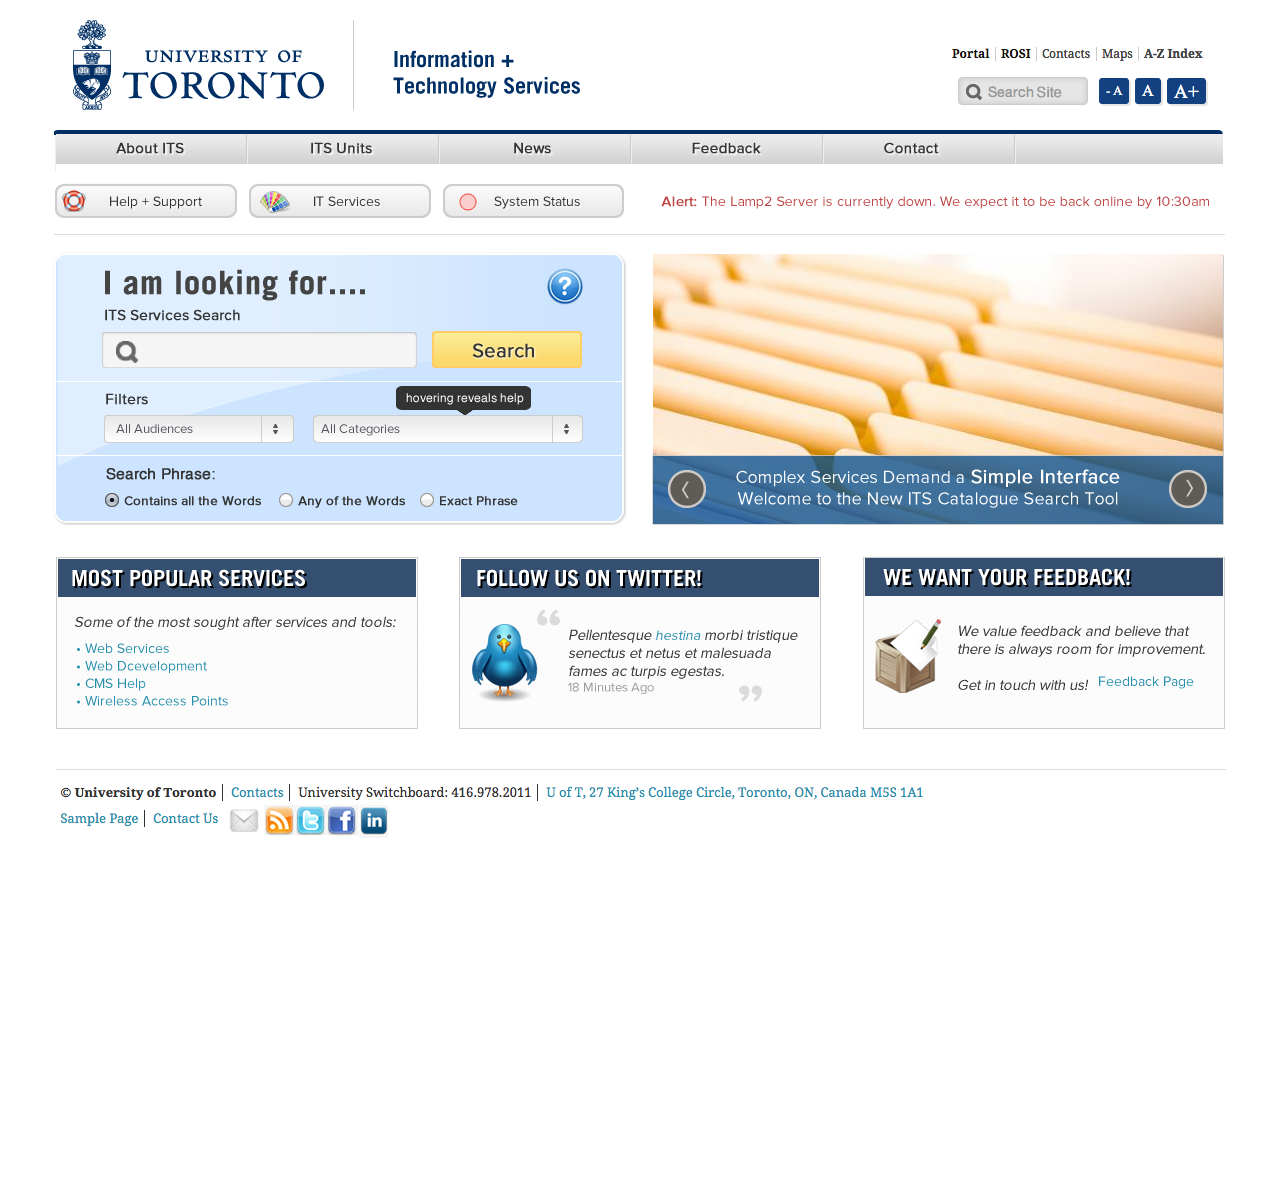 UNIVERSITY OF
TORONTO
Information +
Technology Services
Portal ROSI Contacts Maps A-Z Index
Search Site - A A A+
About ITS ITS Units News Feedback Contact
Help + Support IT Services System Status Alert: The Lamp2 Server is currently down. We expect it to be back online by 10:30am
I am looking for.... ?
ITS Services Search
Search
Filters
hovering reveals help
All Audiences All Categories
Search Phrase:
Contains all the Words Any of the Words Exact Phrase
Complex Services Demand a Simple Interface
Welcome to the New ITS Catalogue Search Tool
MOST POPULAR SERVICES
Some of the most sought after services and tools:
• Web Services
• Web Dcevelopment
• CMS Help
• Wireless Access Points
FOLLOW US ON TWITTER!
“
Pellentesque hestina morbi tristique
senectus et netus et malesuada
fames ac turpis egestas.
18 Minutes Ago
”
WE WANT YOUR FEEDBACK!
We value feedback and believe that
there is always room for improvement.
Get in touch with us! Feedback Page
© University of Toronto Contacts University Switchboard: 416.978.2011 U of T, 27 King’s College Circle, Toronto, ON, Canada M5S 1A1
Sample Page Contact Us t f in